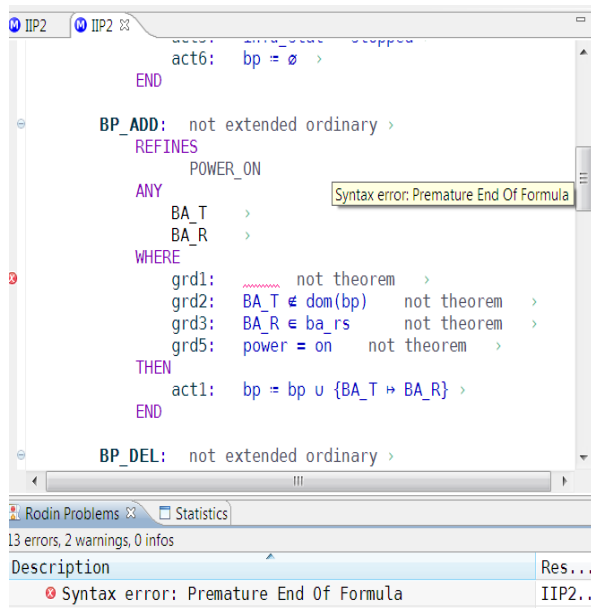 IIP2 IIP2
act6: bp ≔ ∅ ›
END
BP_ADD: not extended ordinary ›
REFINES
POWER_ON
ANY
Syntax error: Premature End Of Formula
BA_T ›
BA_R ›
WHERE
grd1: not theorem ›
grd2: BA_T ∉ dom(bp) not theorem ›
grd3: BA_R ∈ ba_rs not theorem ›
grd5: power = on not theorem ›
THEN
act1: bp ≔ bp ∪ {BA_T ↦ BA_R} ›
END
BP_DEL: not extended ordinary ›
Rodin Problems Statistics
13 errors, 2 warnings, 0 infos
Description Res...
Syntax error: Premature End Of Formula IIP2..